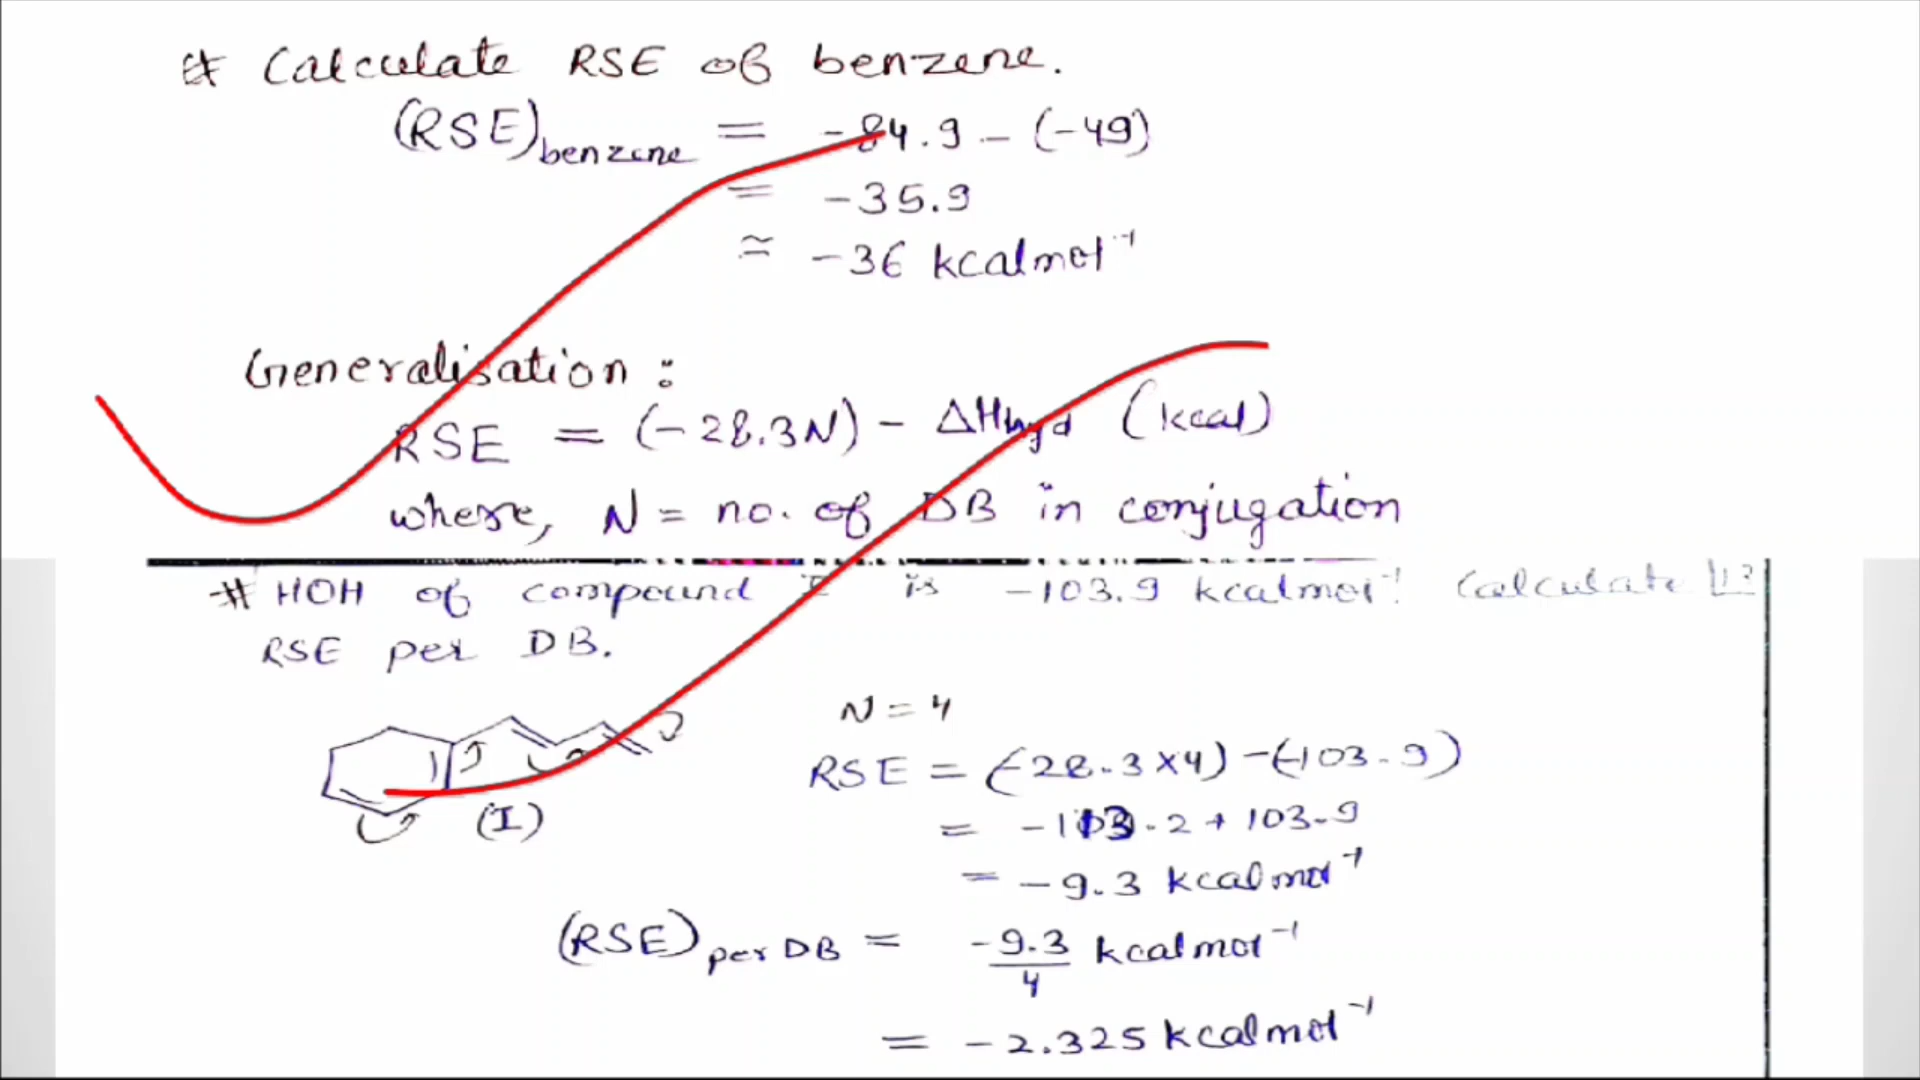 # Calculate RSE of benzene.
(RSE)benzene = -84.9 - (-49)
= -35.9
≈ -36 kcalmol⁻¹
Generalisation :
RSE = (-28.3N) - ΔHhyd (kcal)
where, N = no. of DB in conjugation
# HOH of compound I is -103.9 kcalmol⁻¹. Calculate
RSE per DB.
N = 4
RSE = (-28.3×4) - (-103.9)
= -113.2 + 103.9
= -9.3 kcalmol⁻¹
(I)
(RSE)per DB = -9.3/4 kcalmol⁻¹
= -2.325 kcalmol⁻¹